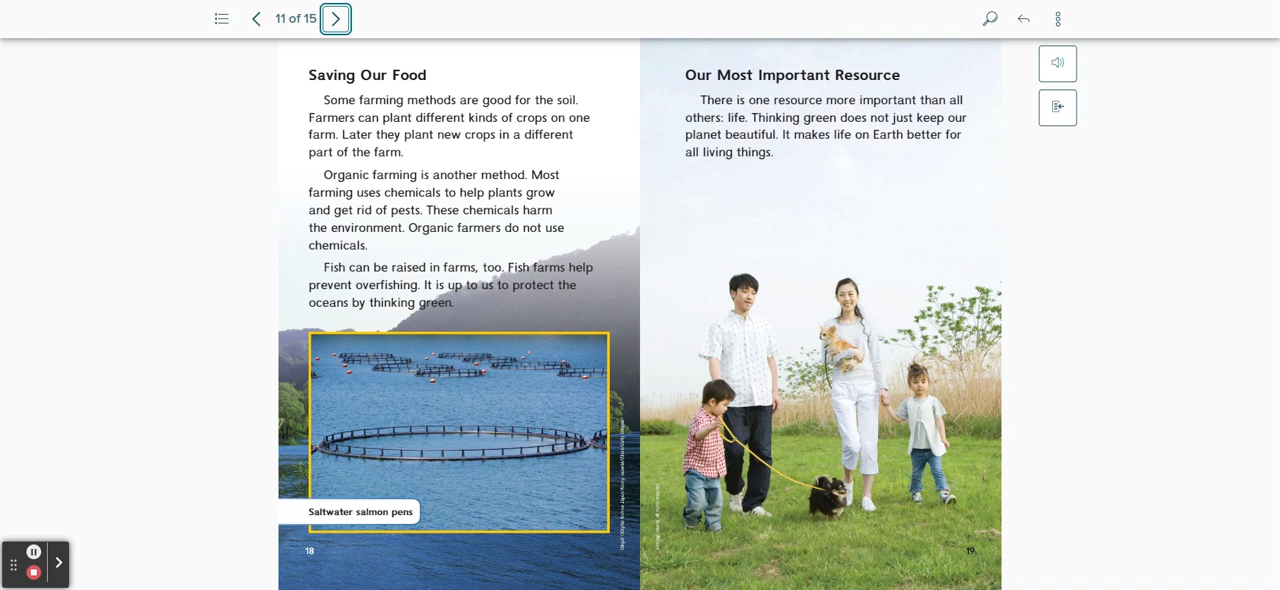 11 of 15
Saving Our Food
Some farming methods are good for the soil.
Farmers can plant different kinds of crops on one
farm. Later they plant new crops in a different
part of the farm.
Organic farming is another method. Most
farming uses chemicals to help plants grow
and get rid of pests. These chemicals harm
the environment. Organic farmers do not use
chemicals.
Fish can be raised in farms, too. Fish farms help
prevent overfishing. It is up to us to protect the
oceans by thinking green.
Saltwater salmon pens
18
Our Most Important Resource
There is one resource more important than all
others: life. Thinking green does not just keep our
planet beautiful. It makes life on Earth better for
all living things.
19